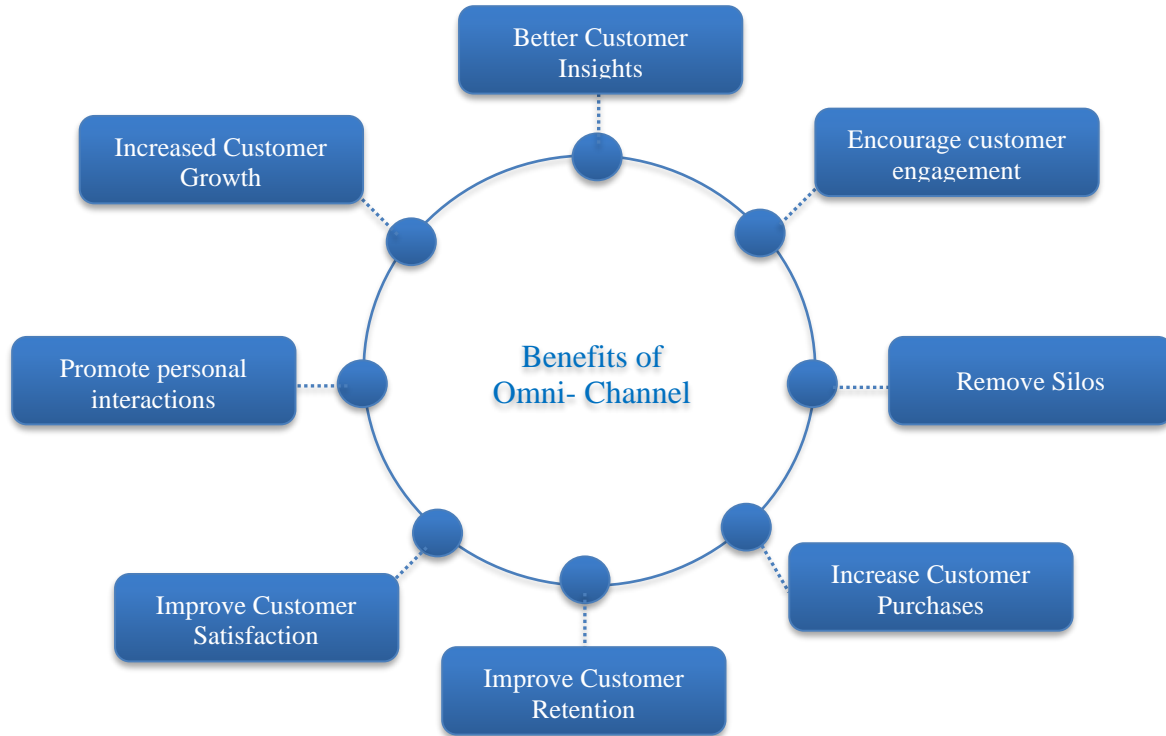 Better Customer
Insights
Encourage customer
engagement
Remove Silos
Increase Customer
Purchases
Improve Customer
Retention
Improve Customer
Satisfaction
Promote personal
interactions
Increased Customer
Growth
Benefits of
Omni- Channel